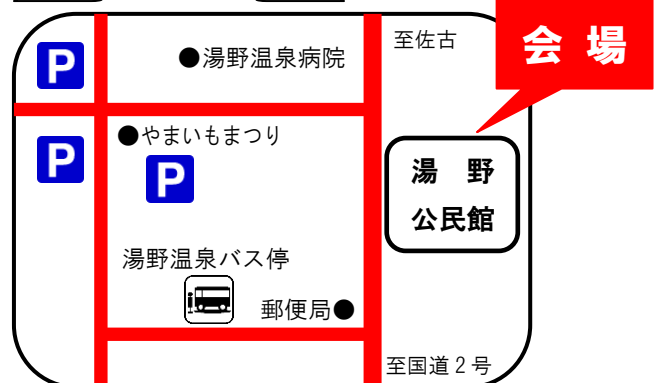 会 場
至佐古
P
●湯野温泉病院
P
●やまいもまつり
P
湯 野
公民館
湯野温泉バス停
郵便局●
至国道２号